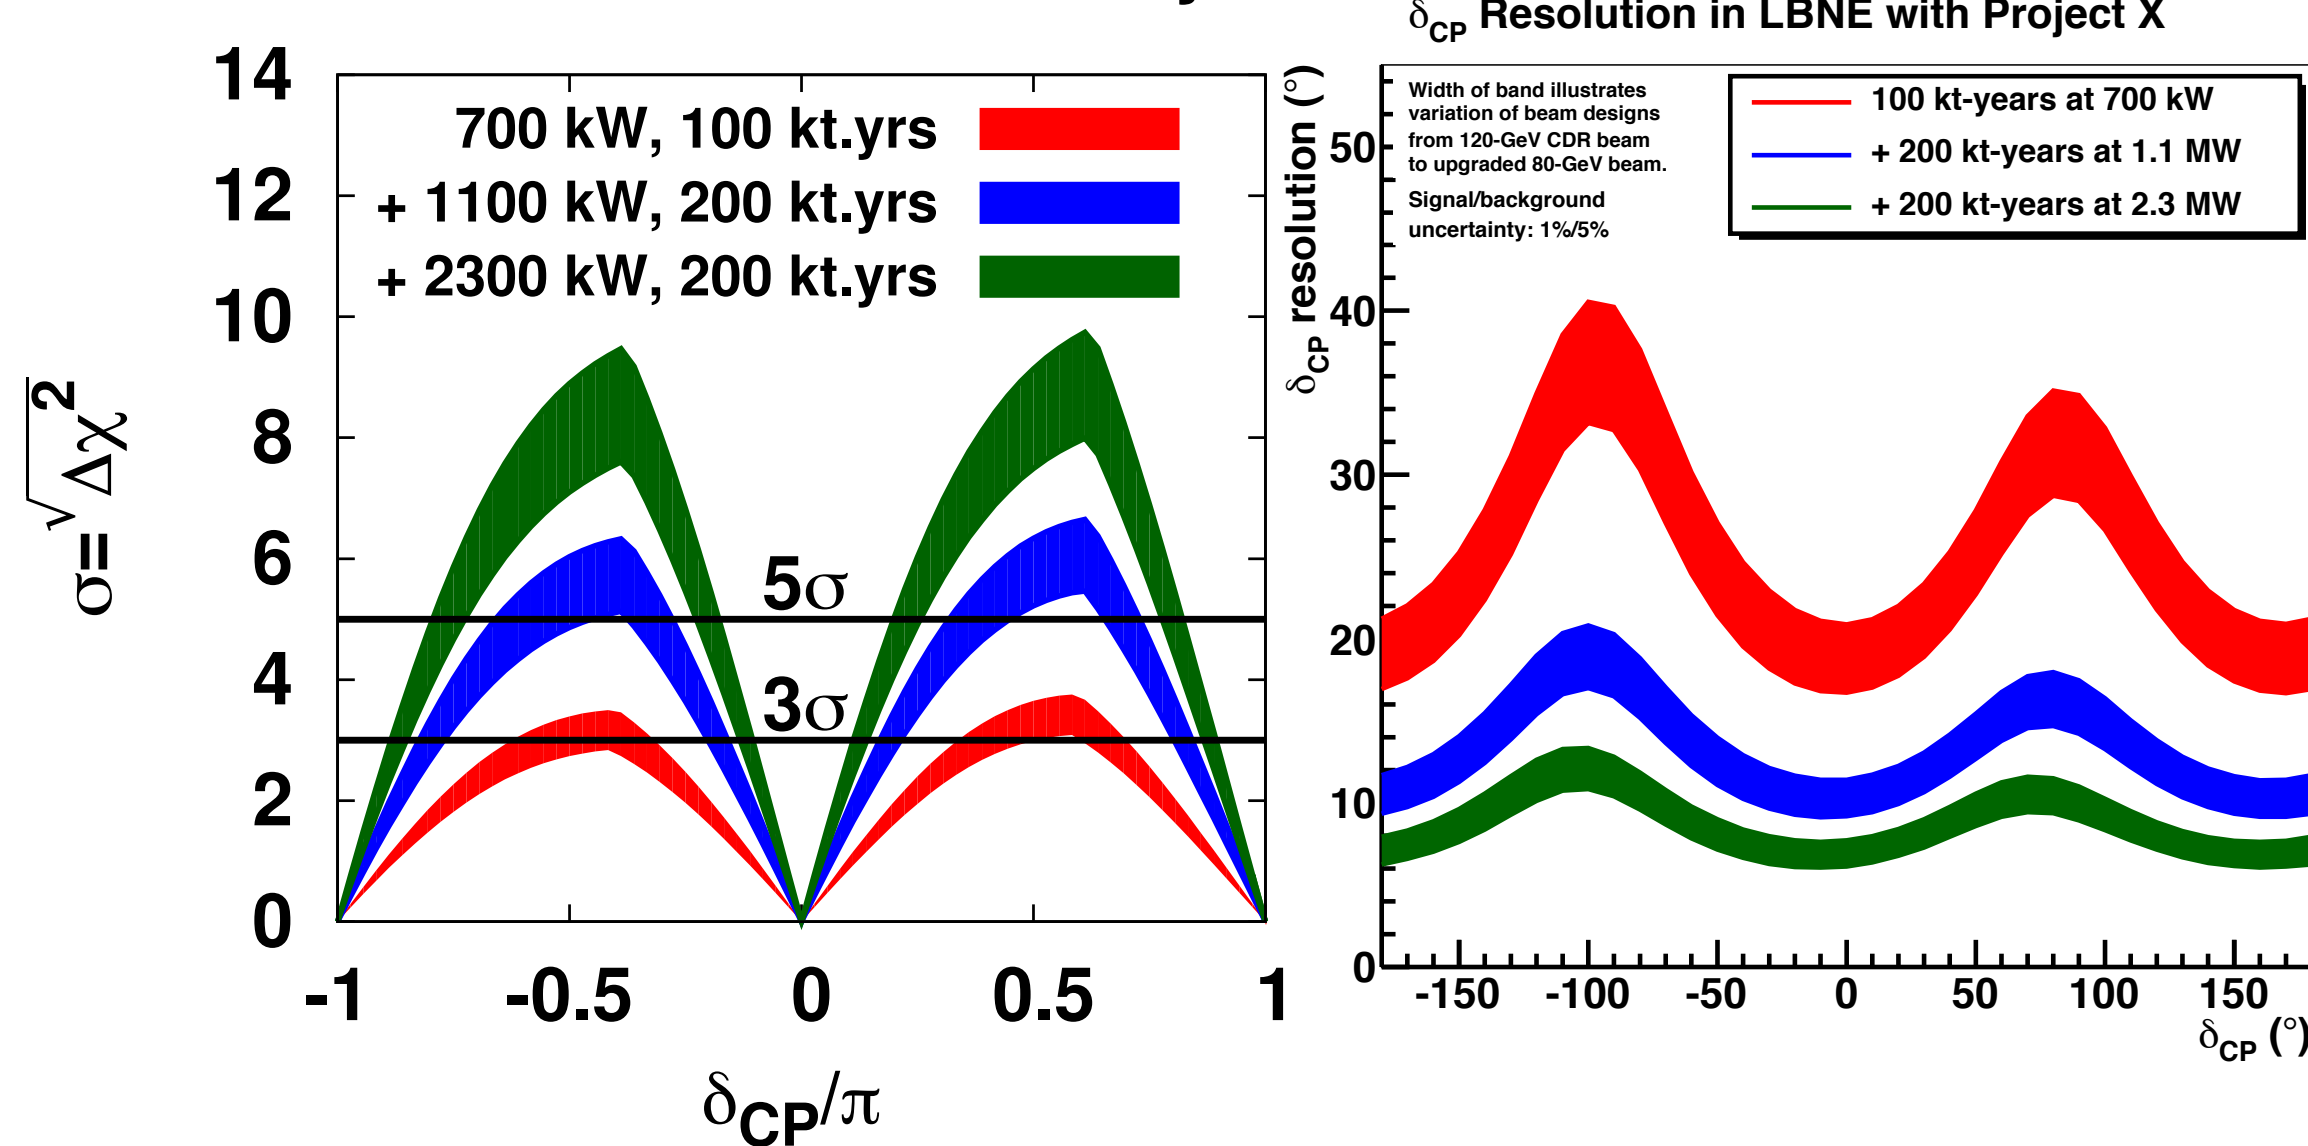 14
12
10
8
6
4
2
0
σ=√Δχ²
700 kW, 100 kt.yrs
+ 1100 kW, 200 kt.yrs
+ 2300 kW, 200 kt.yrs
5σ
3σ
-1
-0.5
0
0.5
1
δCP/π
δCP Resolution in LBNE with Project X
δCP resolution (°)
50
40
30
20
10
0
Width of band illustrates
variation of beam designs
from 120-GeV CDR beam
to upgraded 80-GeV beam.
Signal/background
uncertainty: 1%/5%
100 kt-years at 700 kW
+ 200 kt-years at 1.1 MW
+ 200 kt-years at 2.3 MW
-150
-100
-50
0
50
100
150
δCP (°)